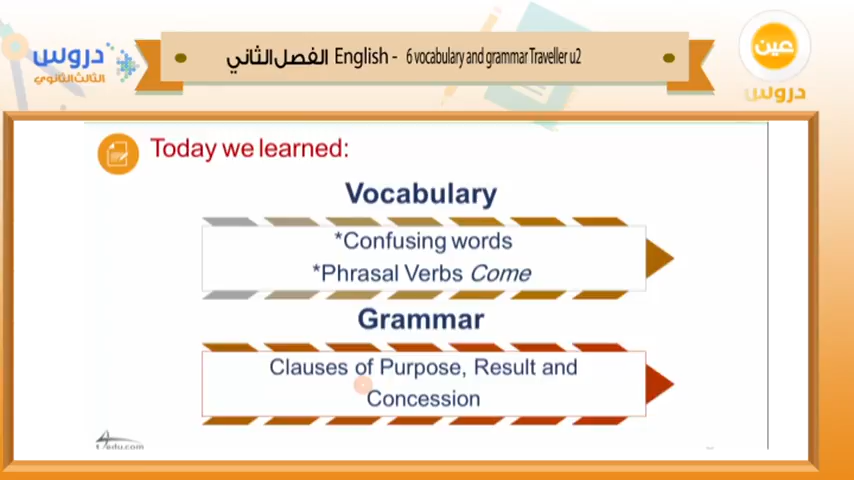 دروس
الثالث الثانوي
الفصل الثاني English - 6 vocabulary and grammar Traveller u2
عين
دروس
Today we learned:
Vocabulary
*Confusing words
*Phrasal Verbs Come
Grammar
Clauses of Purpose, Result and
Concession